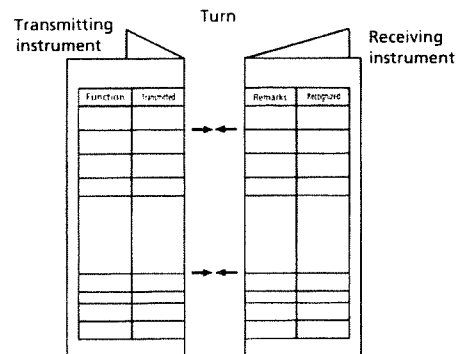 Turn
Transmitting
instrument
Receiving
instrument
Function Transmitted
Remarks Recognized